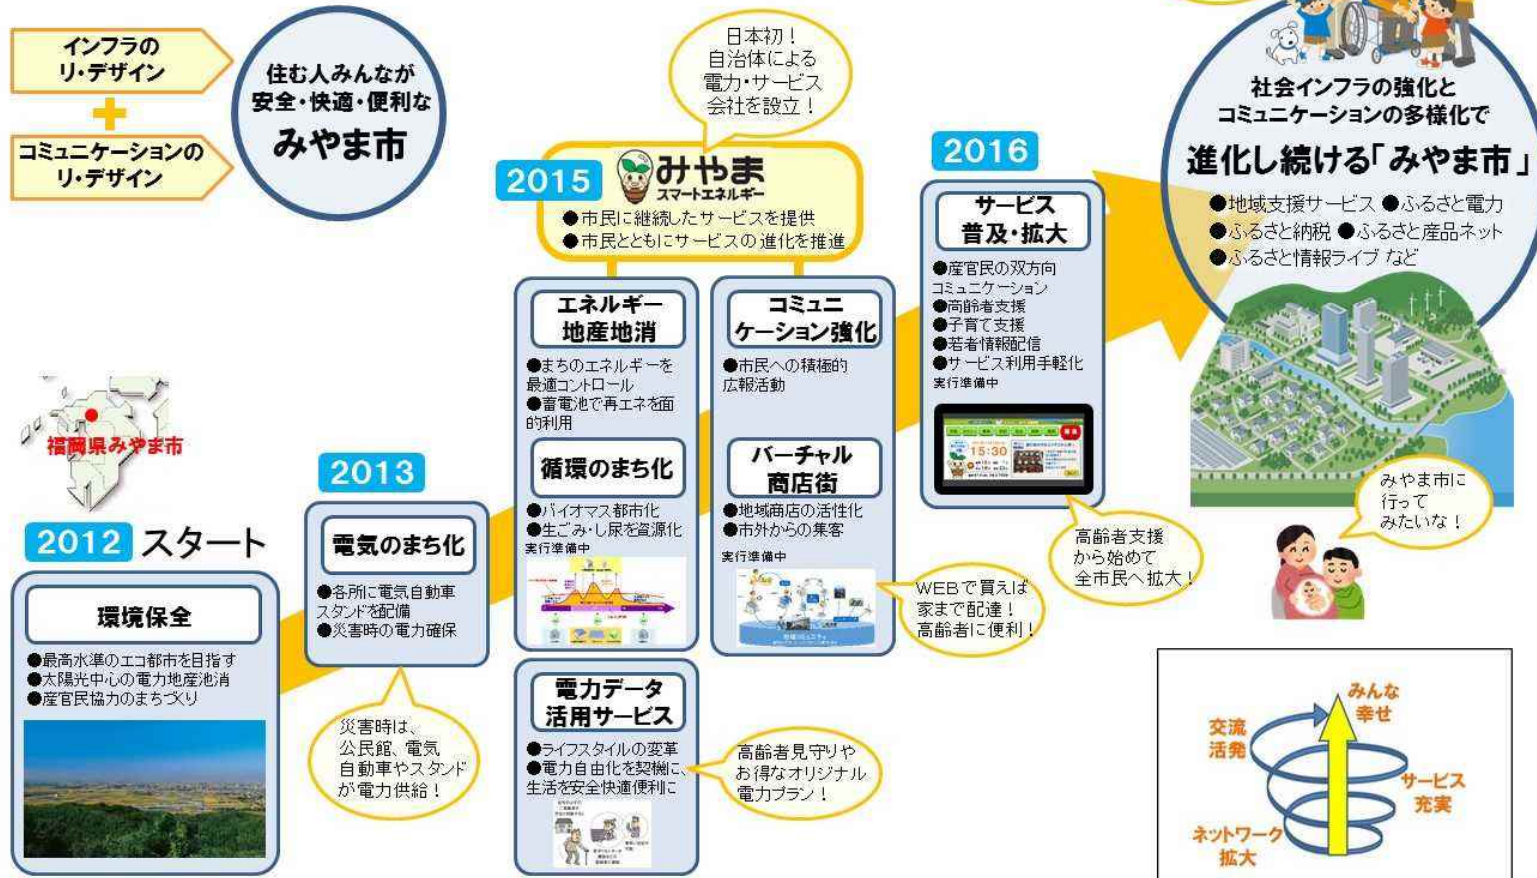 インフラの
リ・デザイン
コミュニケーションの
リ・デザイン
住む人みんなが
安全・快適・便利な
みやま市
福岡県みやま市
2012 スタート
環境保全
●最高水準のエコ都市を目指す
●太陽光中心の電力地産池消
●産官民協力のまちづくり
2013
電気のまち化
●各所に電気自動車
スタンドを配備
●災害時の電力確保
災害時は、
公民館、電気
自動車やスタンド
が電力供給！
日本初！
自治体による
電力・サービス
会社を設立！
2015
みやま
スマートエネルギー
●市民に継続したサービスを提供
●市民とともにサービスの進化を推進
エネルギー
地産地消
●まちのエネルギーを
最適コントロール
●蓄電池で再エネを面
的利用
循環のまち化
●バイオマス都市化
●生ごみ・し尿を資源化
実行準備中
電力データ
活用サービス
●ライフスタイルの変革
●電力自由化を契機に、
生活を安全快適便利に
高齢者見守りや
お得なオリジナル
電力プラン！
コミュニ
ケーション強化
●市民への積極的
広報活動
バーチャル
商店街
●地域商店の活性化
●市外からの集客
実行準備中
WEBで買えば
家まで配達！
高齢者に便利！
2016
サービス
普及・拡大
●産官民の双方向
コミュニケーション
●高齢者支援
●子育て支援
●若者情報配信
●サービス利用手軽化
実行準備中
15:30
高齢者支援
から始めて
全市民へ拡大！
社会インフラの強化と
コミュニケーションの多様化で
進化し続ける「みやま市」
●地域支援サービス ●ふるさと電力
●ふるさと納税 ●ふるさと産品ネット
●ふるさと情報ライブ など
みやま市に
行って
みたいな！
みんな
幸せ
交流
活発
サービス
充実
ネットワーク
拡大